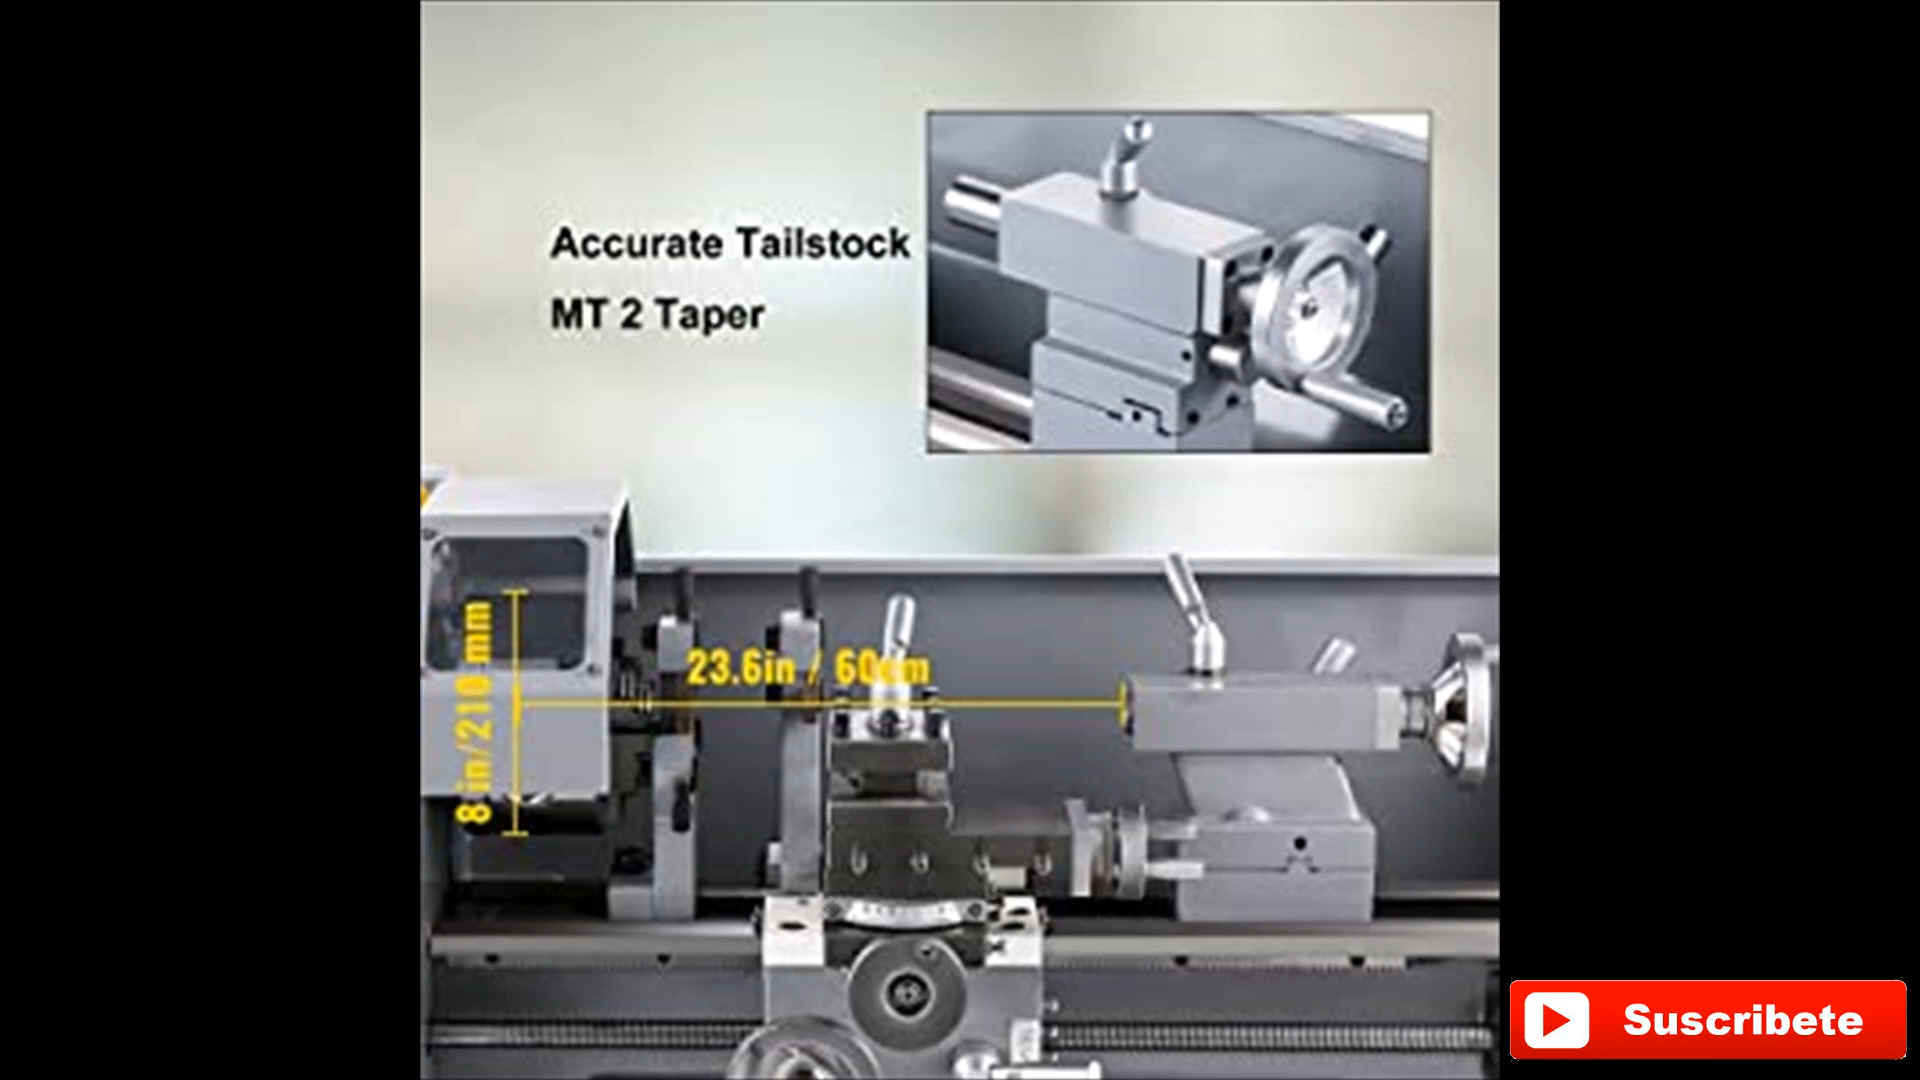 Accurate Tailstock
MT 2 Taper
23.6in / 60cm
8 in/210 mm
Suscribete